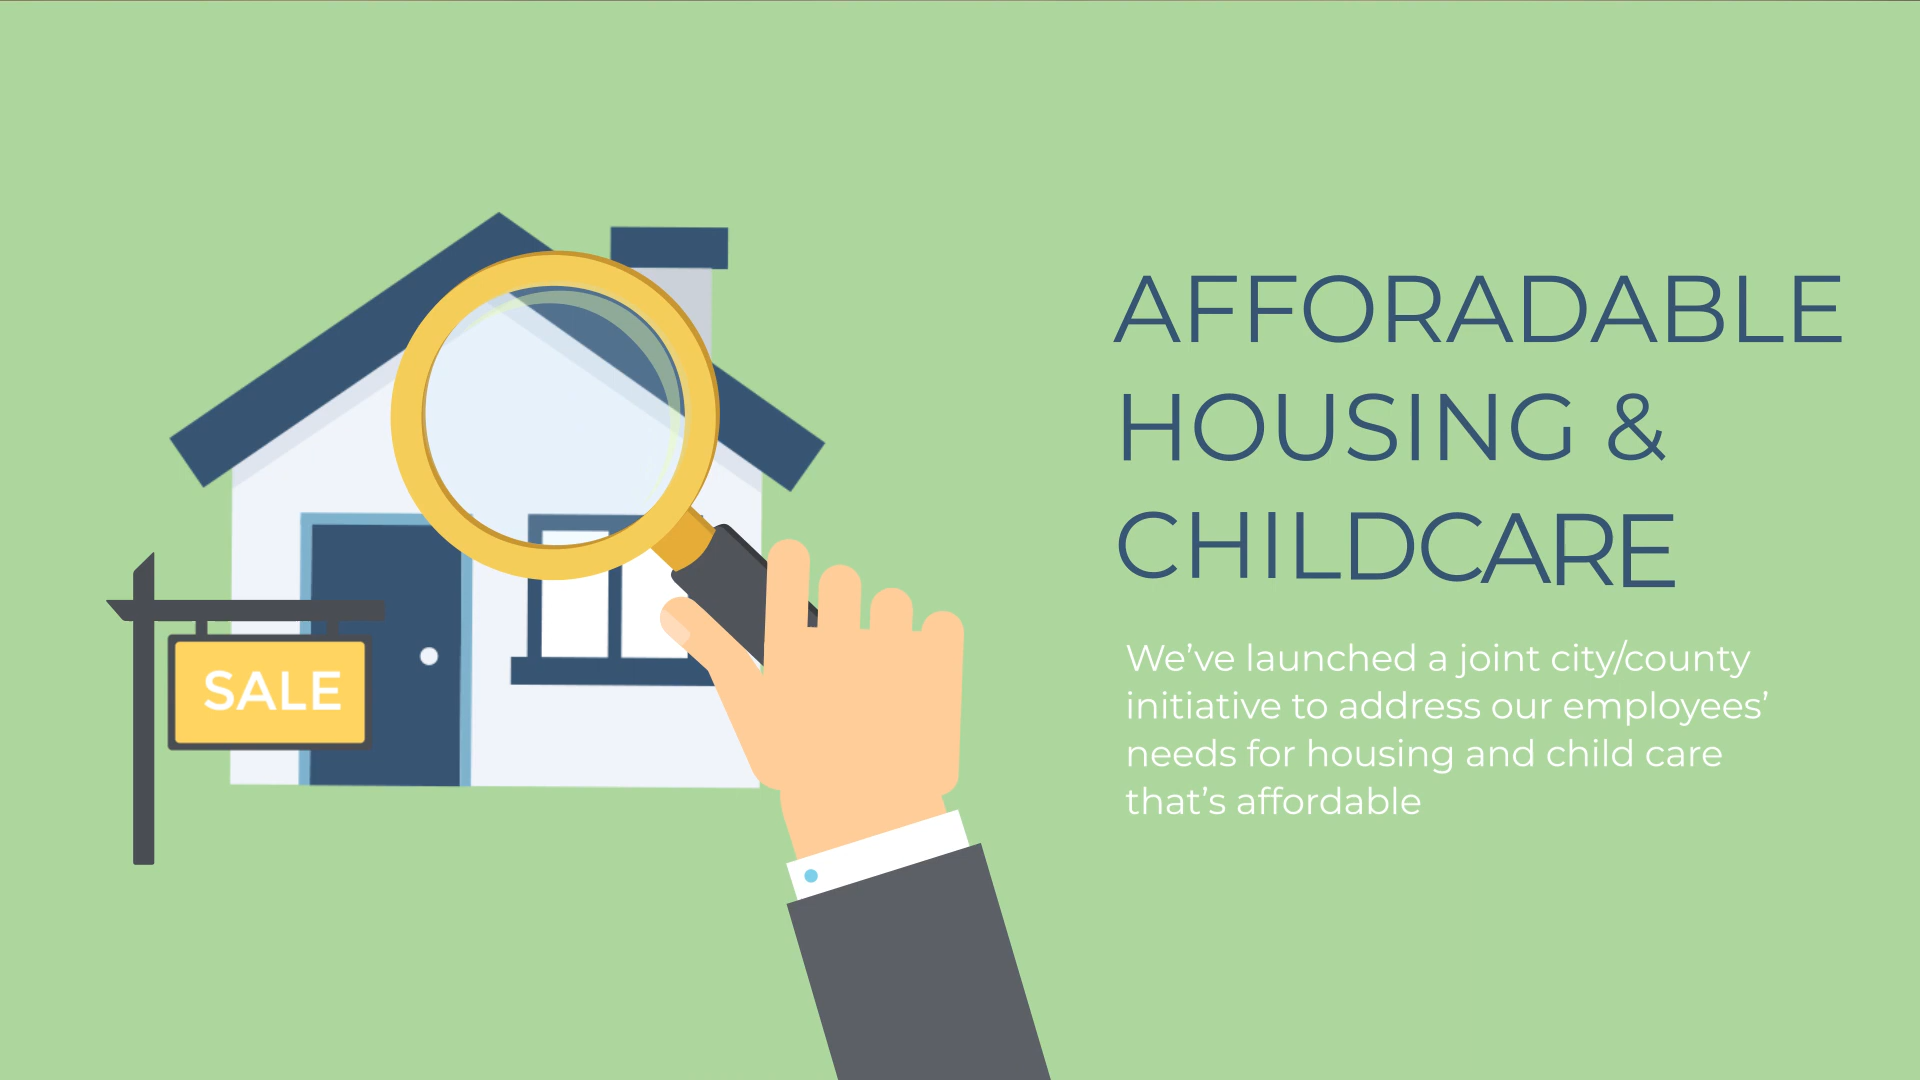 AFFORADABLE
HOUSING &
CHILDCARE
We’ve launched a joint city/county
initiative to address our employees’
needs for housing and child care
that’s affordable
SALE